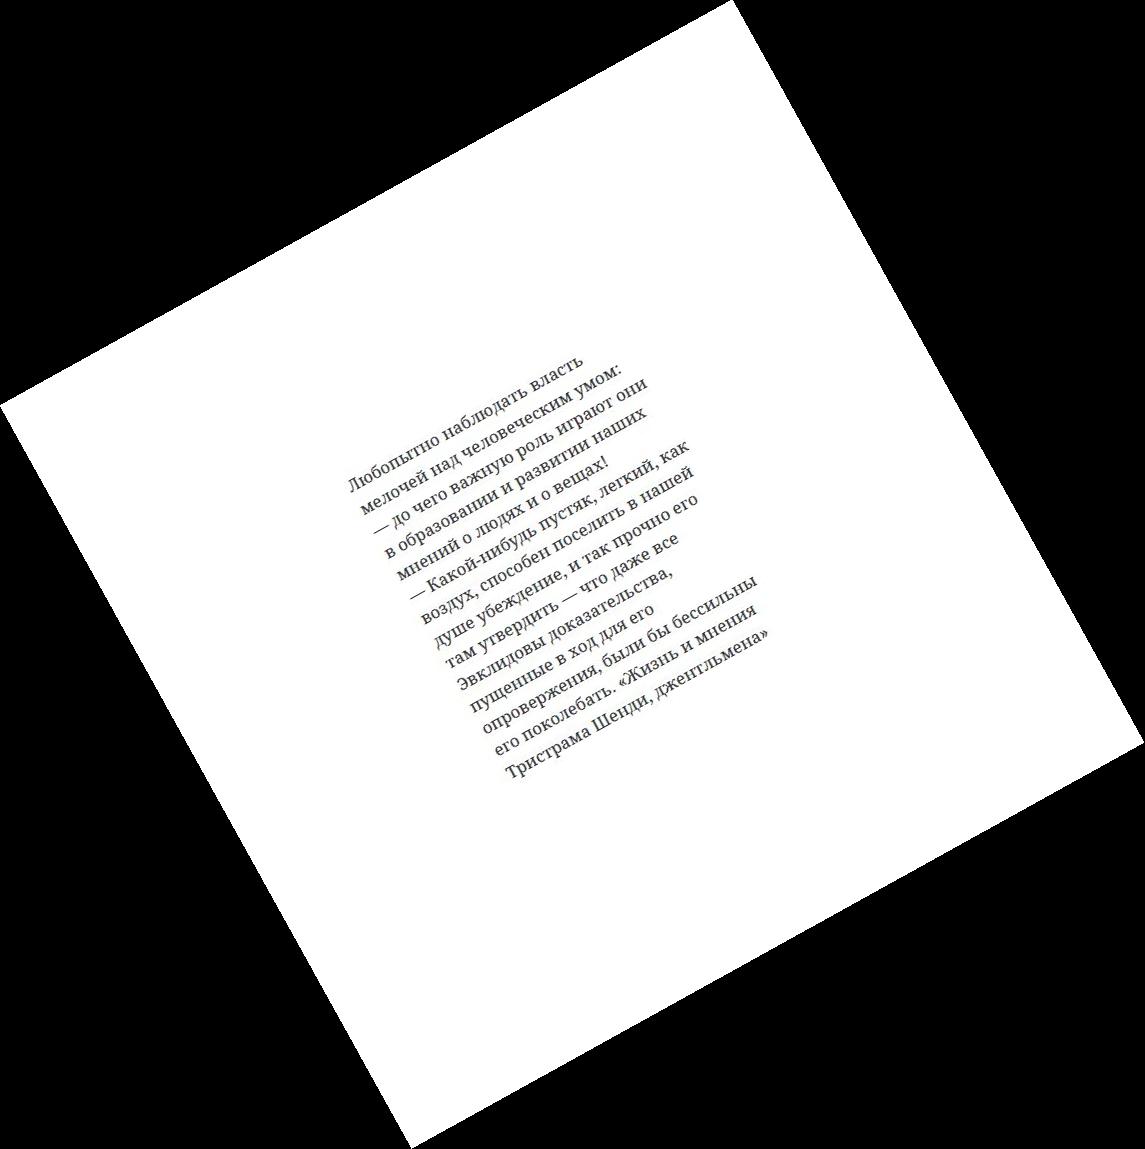 Любопытно наблюдать власть
мелочей над человеческим умом:
— до чего важную роль играют они
в образовании и развитии наших
мнений о людях и о вещах!
— Какой-нибудь пустяк, легкий, как
воздух, способен поселить в нашей
душе убеждение, и так прочно его
там утвердить — что даже все
Эвклидовы доказательства,
пущенные в ход для его
опровержения, были бы бессильны
его поколебать. «Жизнь и мнения
Тристрама Шенди, джентльмена»